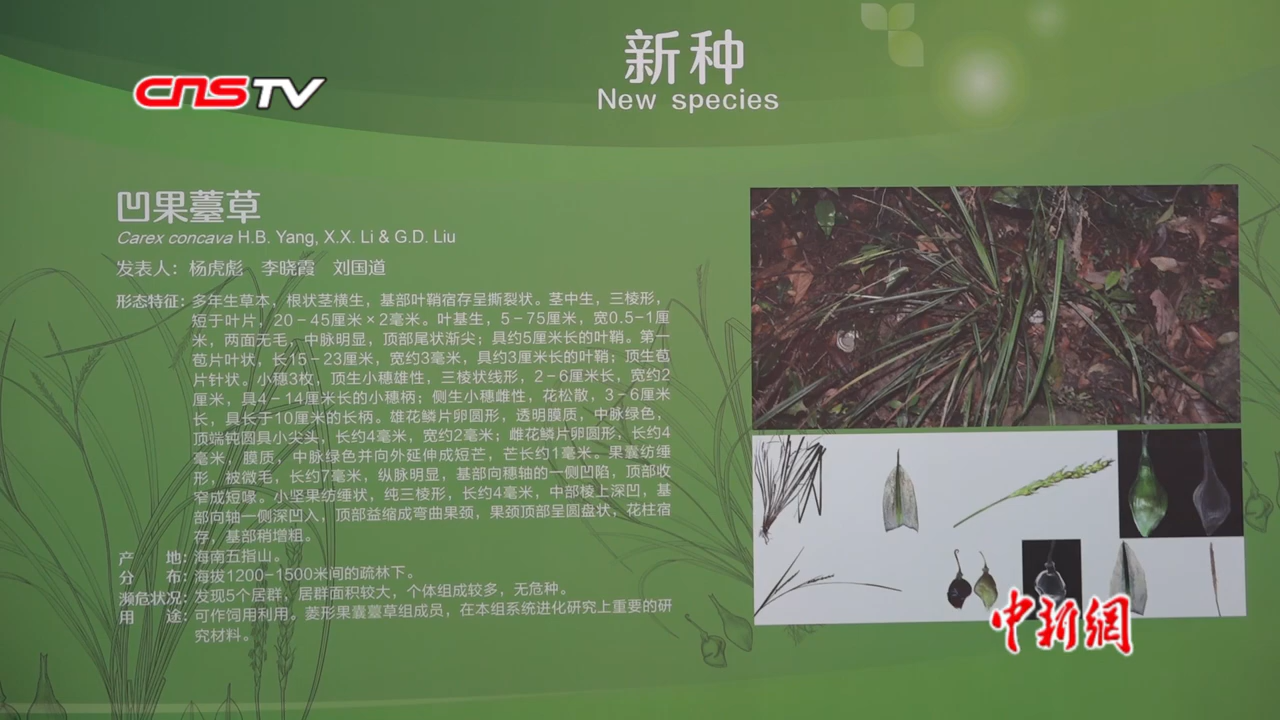 新种
New species
CNSTV
凹果薹草
Carex concava H.B. Yang, X.X. Li & G.D. Liu
发表人：杨虎彪 李晓霞 刘国道
形态特征：多年生草本，根状茎横生，基部叶鞘宿存呈撕裂状。茎中生，三棱形，
短于叶片，20-45厘米×2毫米。叶基生，5-75厘米，宽0.5-1厘
米，两面无毛，中脉明显，顶部尾状渐尖；具约5厘米长的叶鞘。第一
苞片叶状，长15-23厘米，宽约3毫米，具约3厘米长的叶鞘；顶生苞
片针状，小穗3枚，顶生小穗雄性，三棱状线形，2-6厘米长，宽约2
厘米，具4-14厘米长的小穗柄；侧生小穗雌性，花松散，3-6厘米
长，具长于10厘米的长柄。雄花鳞片卵圆形，透明膜质，中脉绿色，
顶端钝圆具小尖头，长约4毫米，宽约2毫米；雌花鳞片卵圆形，长约4
毫米，膜质，中脉绿色并向外延伸成短芒，芒长约1毫米。果囊纺缍
形，被微毛，长约7毫米，纵脉明显，基部向穗轴的一侧凹陷，顶部收
窄成短喙。小坚果纺缍状，纯三棱形，长约4毫米，中部棱上深凹，基
部向轴一侧深凹入，顶部益缩成弯曲果颈，果颈顶部呈圆盘状，花柱宿
存，基部稍增粗。
产 地：海南五指山。
分 布：海拔1200-1500米间的疏林下。
濒危状况：发现5个居群，居群面积较大，个体组成较多，无危种。
用 途：可作饲用利用。菱形果囊薹草组成员，在本组系统进化研究上重要的研
究材料。
中新網